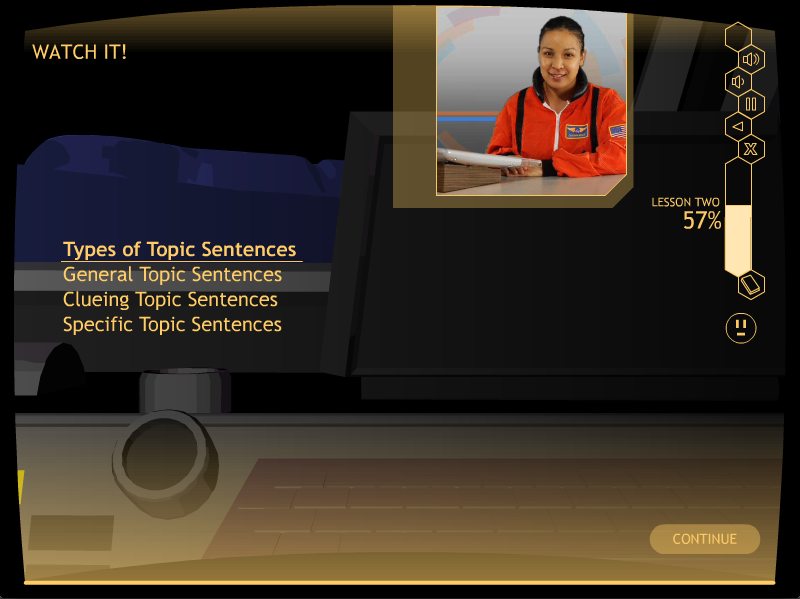 WATCH IT!
LESSON TWO
57%
Types of Topic Sentences
General Topic Sentences
Clueing Topic Sentences
Specific Topic Sentences
CONTINUE